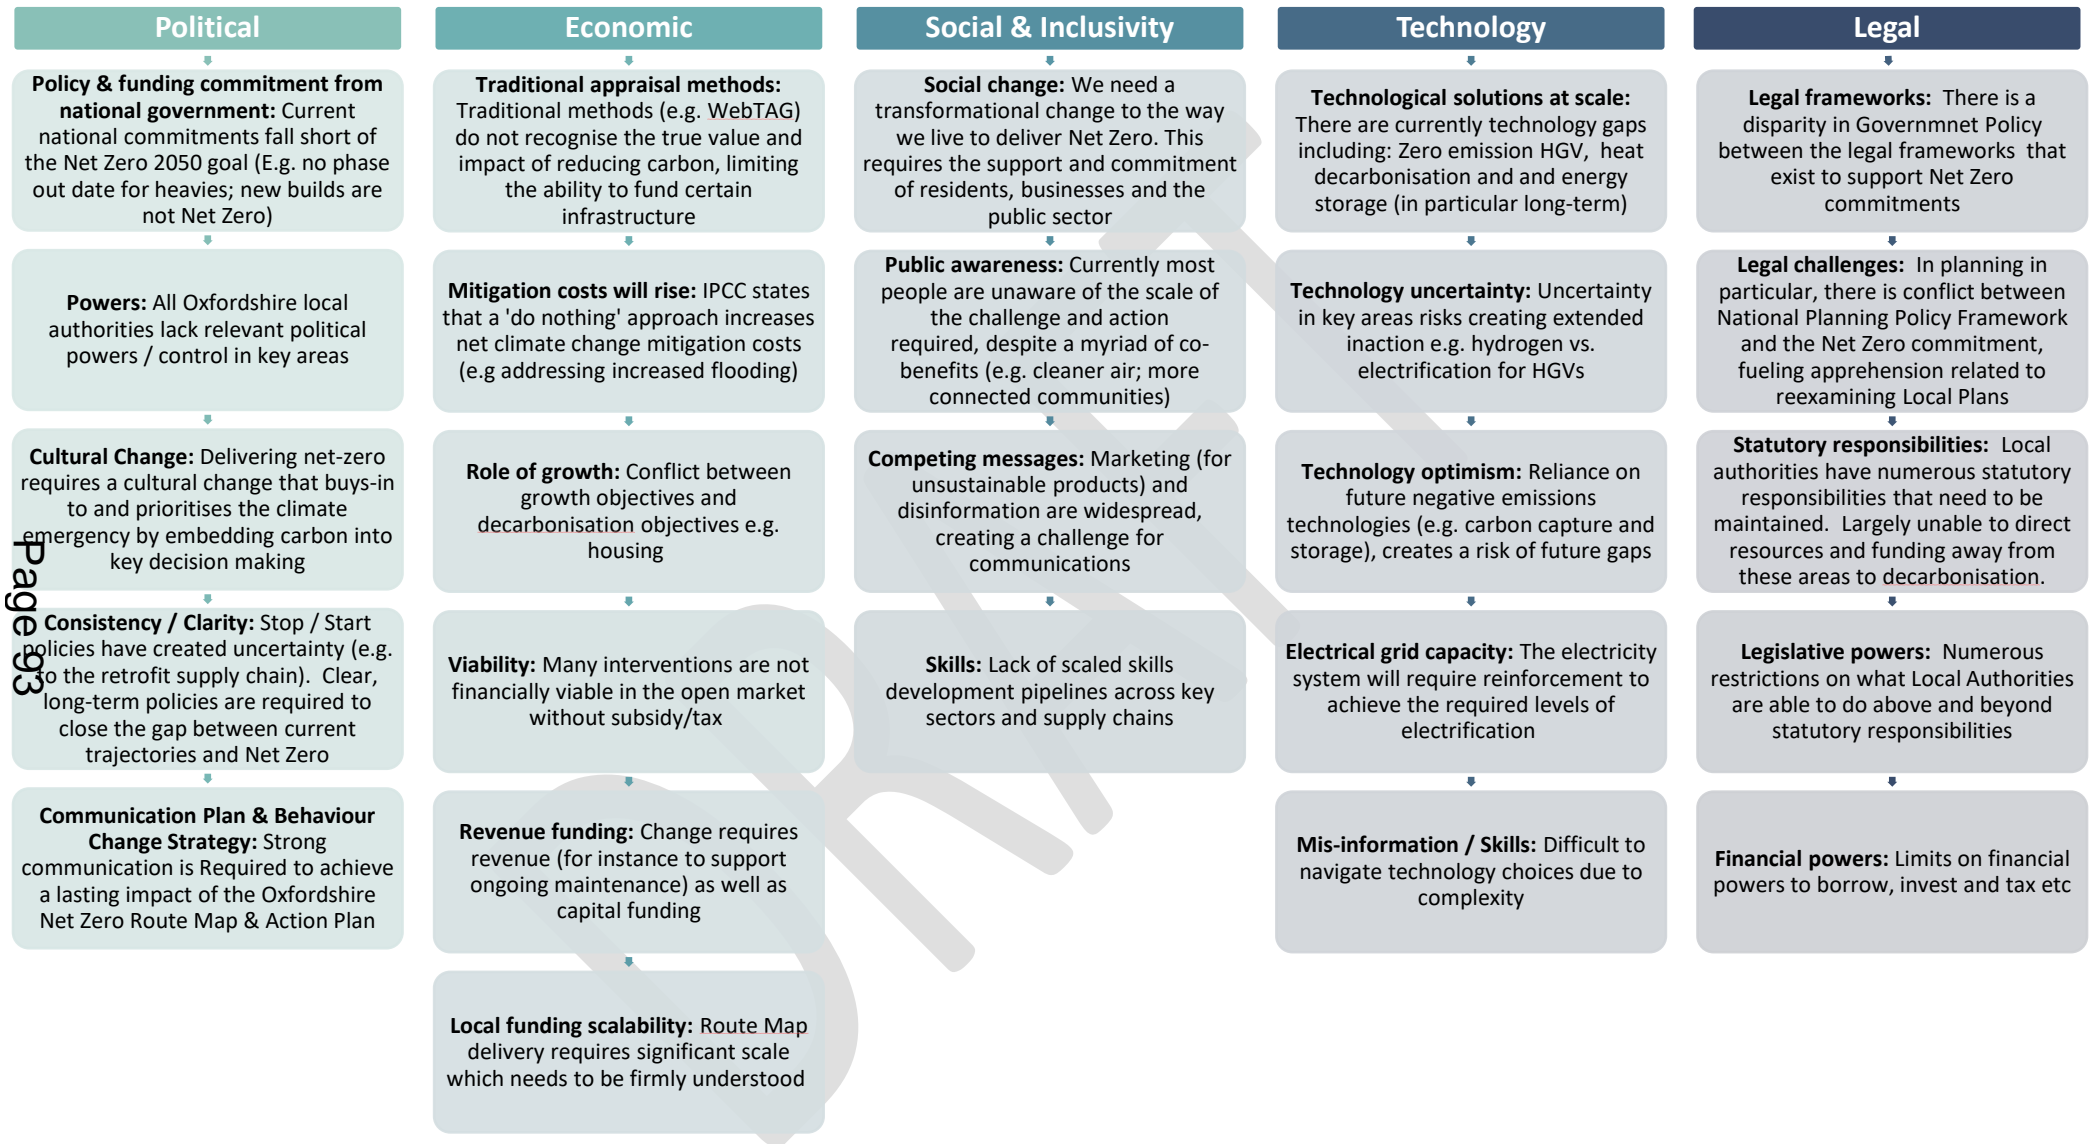 Political
Policy & funding commitment from
national government: Current
national commitments fall short of
the Net Zero 2050 goal (E.g. no phase
out date for heavies; new builds are
not Net Zero)
Powers: All Oxfordshire local
authorities lack relevant political
powers / control in key areas
Cultural Change: Delivering net-zero
requires a cultural change that buys-in
to and prioritises the climate
emergency by embedding carbon into
key decision making
Consistency / Clarity: Stop / Start
policies have created uncertainty (e.g.
to the retrofit supply chain).  Clear,
long-term policies are required to
close the gap between current
trajectories and Net Zero
Communication Plan & Behaviour
Change Strategy: Strong
communication is Required to achieve
a lasting impact of the Oxfordshire
Net Zero Route Map & Action Plan
Economic
Traditional appraisal methods:
Traditional methods (e.g. WebTAG)
do not recognise the true value and
impact of reducing carbon, limiting
the ability to fund certain
infrastructure
Mitigation costs will rise: IPCC states
that a 'do nothing' approach increases
net climate change mitigation costs
(e.g addressing increased flooding)
Role of growth: Conflict between
growth objectives and
decarbonisation objectives e.g.
housing
Viability: Many interventions are not
financially viable in the open market
without subsidy/tax
Revenue funding: Change requires
revenue (for instance to support
ongoing maintenance) as well as
capital funding
Local funding scalability: Route Map
delivery requires significant scale
which needs to be firmly understood
Social & Inclusivity
Social change: We need a
transformational change to the way
we live to deliver Net Zero. This
requires the support and commitment
of residents, businesses and the
public sector
Public awareness: Currently most
people are unaware of the scale of
the challenge and action
required, despite a myriad of co-
benefits (e.g. cleaner air; more
connected communities)
Competing messages: Marketing (for
unsustainable products) and
disinformation are widespread,
creating a challenge for
communications
Skills: Lack of scaled skills
development pipelines across key
sectors and supply chains
Technology
Technological solutions at scale:
There are currently technology gaps
including: Zero emission HGV,  heat
decarbonisation and and energy
storage (in particular long-term)
Technology uncertainty: Uncertainty
in key areas risks creating extended
inaction e.g. hydrogen vs.
electrification for HGVs
Technology optimism: Reliance on
future negative emissions
technologies (e.g. carbon capture and
storage), creates a risk of future gaps
Electrical grid capacity: The electricity
system will require reinforcement to
achieve the required levels of
electrification
Mis-information / Skills: Difficult to
navigate technology choices due to
complexity
Legal
Legal frameworks:  There is a
disparity in Governmnet Policy
between the legal frameworks  that
exist to support Net Zero
commitments
Legal challenges:  In planning in
particular, there is conflict between
National Planning Policy Framework
and the Net Zero commitment,
fueling apprehension related to
reexamining Local Plans
Statutory responsibilities:  Local
authorities have numerous statutory
responsibilities that need to be
maintained.  Largely unable to direct
resources and funding away from
these areas to decarbonisation.
Legislative powers:  Numerous
restrictions on what Local Authorities
are able to do above and beyond
statutory responsibilities
Financial powers: Limits on financial
powers to borrow, invest and tax etc
Page 93
DRAFT